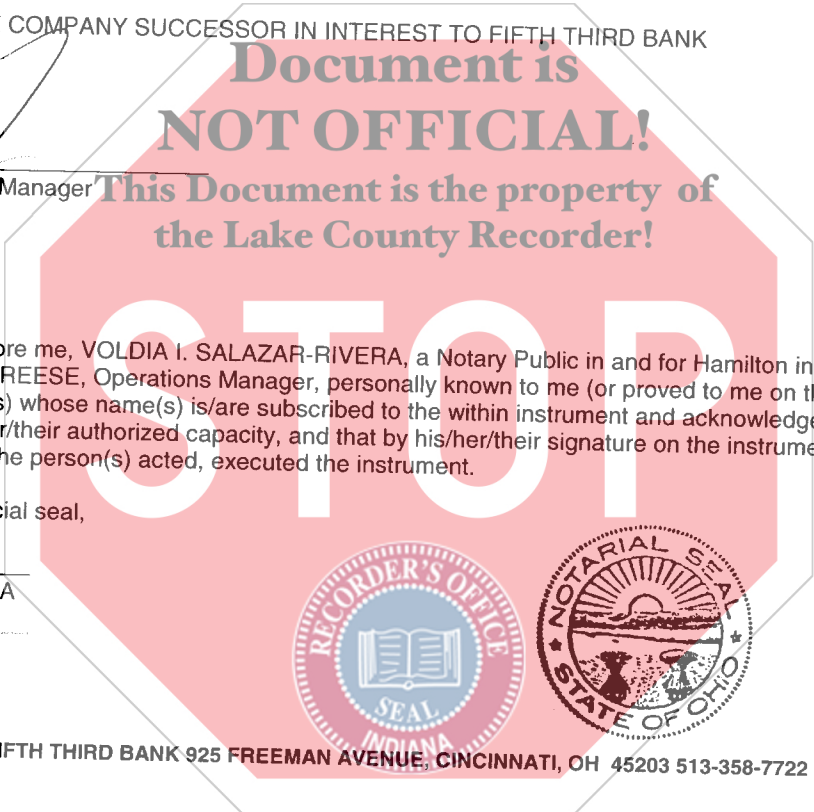 COMPANY SUCCESSOR IN INTEREST TO FIFTH THIRD BANK
Document is
NOT OFFICIAL!
Manager
This Document is the property of
the Lake County Recorder!
STOP
ore me, VOLDIA I. SALAZAR-RIVERA, a Notary Public in and for Hamilton in
REESE, Operations Manager, personally known to me (or proved to me on th
s) whose name(s) is/are subscribed to the within instrument and acknowledge
r/their authorized capacity, and that by his/her/their signature on the instrume
he person(s) acted, executed the instrument.
cial seal,
A
RECORDER'S OFFICE
SEAL
INDIANA
NOTARIAL SEAL
STATE OF OHIO
IFTH THIRD BANK 925 FREEMAN AVENUE, CINCINNATI, OH 45203 513-358-7722